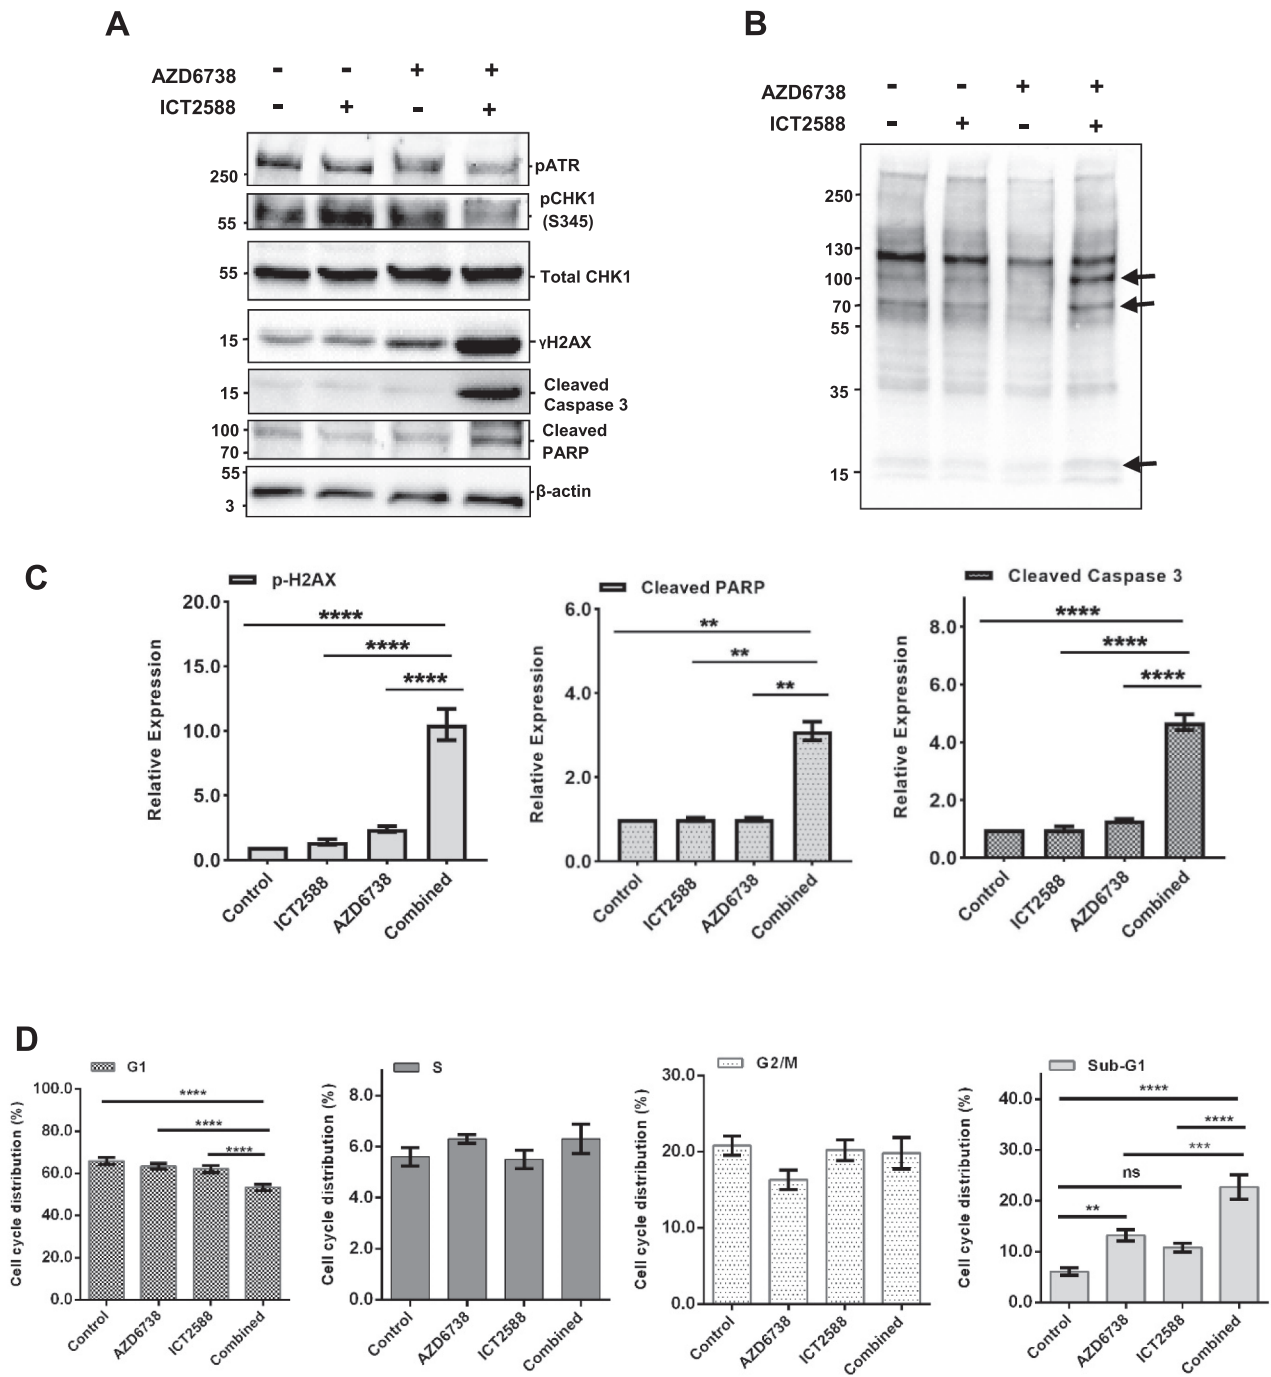 A
AZD6738 - - + +
ICT2588 - + - +
250
pATR
55
pCHK1
(S345)
55
Total CHK1
15
γH2AX
15
Cleaved
Caspase 3
100
70
Cleaved
PARP
55
3
β-actin
B
AZD6738 - - + +
ICT2588 - + - +
250
130
100
70
55
35
15
C
p-H2AX
Relative Expression
20.0
15.0
10.0
5.0
0.0
****
****
****
Control
ICT2588
AZD6738
Combined
Cleaved PARP
Relative Expression
6.0
4.0
2.0
0.0
**
**
**
Control
ICT2588
AZD6738
Combined
Cleaved Caspase 3
Relative Expression
8.0
6.0
4.0
2.0
0.0
****
****
****
Control
ICT2588
AZD6738
Combined
D
G1
Cell cycle distribution (%)
100.0
80.0
60.0
40.0
20.0
0.0
****
****
****
Control
AZD6738
ICT2588
Combined
S
Cell cycle distribution (%)
8.0
6.0
4.0
2.0
0.0
Control
AZD6738
ICT2588
Combined
G2/M
Cell cycle distribution (%)
30.0
20.0
10.0
0.0
Control
AZD6738
ICT2588
Combined
Sub-G1
Cell cycle distribution (%)
40.0
30.0
20.0
10.0
0.0
****
****
***
ns
**
Control
AZD6738
ICT2588
Combined